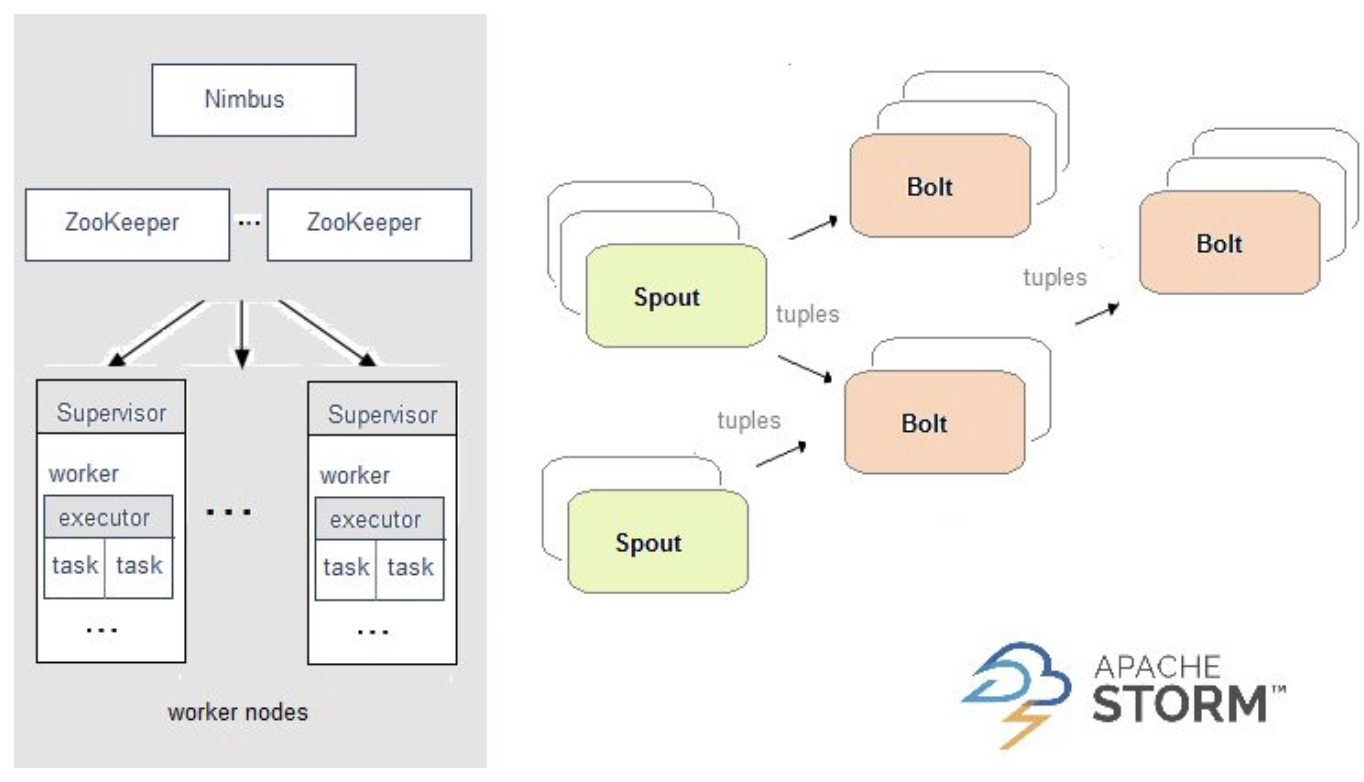 Nimbus
ZooKeeper ... ZooKeeper
Supervisor
worker
executor
task task
...
...
Supervisor
worker
executor
task task
...
worker nodes
Spout
tuples
Bolt
Spout
tuples
Bolt
tuples
Bolt
APACHE
STORM™